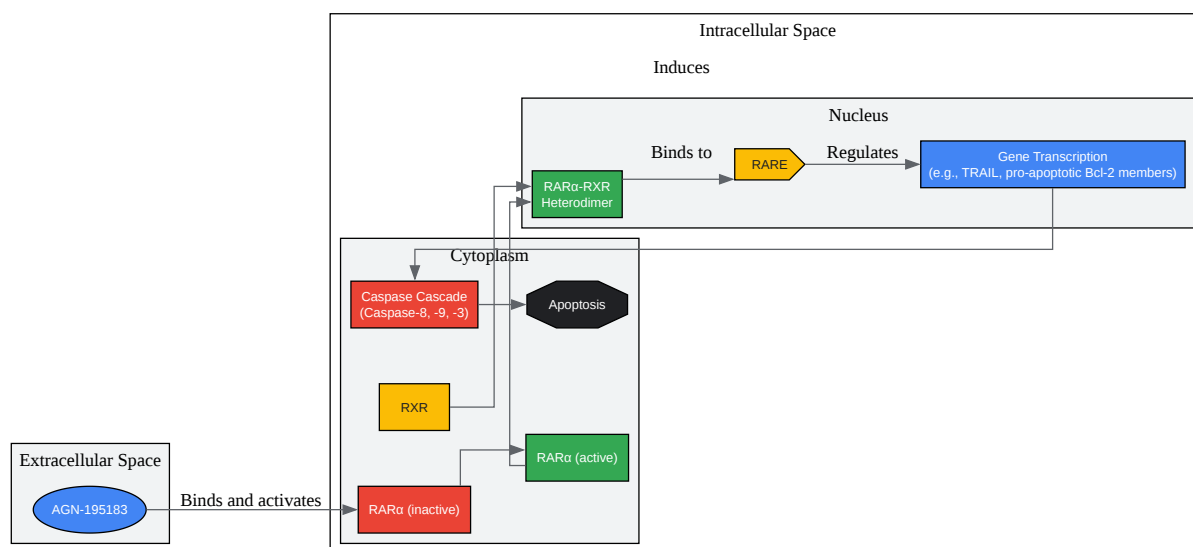 Intracellular Space
Induces
Nucleus
Binds to
RARE
Regulates
Gene Transcription
(e.g., TRAIL, pro-apoptotic Bcl-2 members)
RARα-RXR
Heterodimer
Cytoplasm
Caspase Cascade
(Caspase-8, -9, -3)
Apoptosis
RXR
RARα (active)
Extracellular Space
AGN-195183
Binds and activates
RARα (inactive)